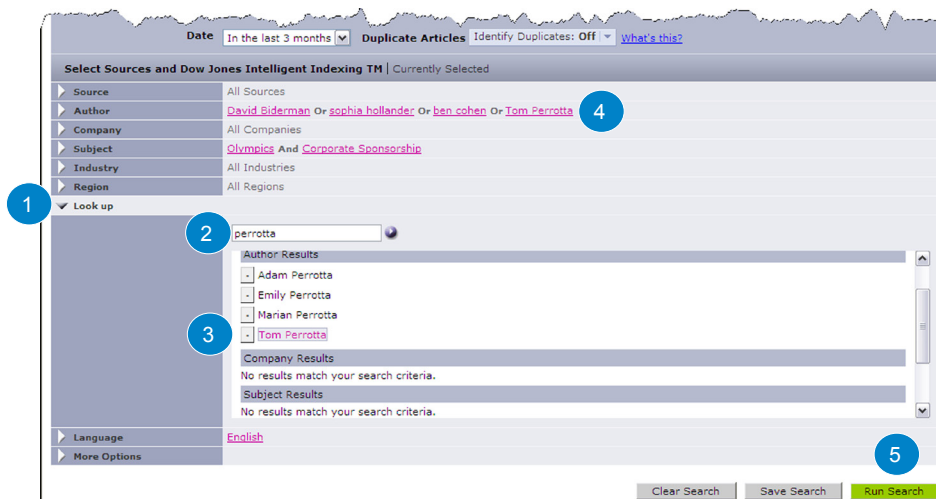 Date In the last 3 months Duplicate Articles Identify Duplicates: Off What's this?
Select Sources and Dow Jones Intelligent Indexing TM | Currently Selected
Source All Sources
Author David Biderman Or sophia hollander Or ben cohen Or Tom Perrotta 4
Company All Companies
Subject Olympics And Corporate Sponsorship
Industry All Industries
Region All Regions
1 Look up
2 perrotta
Author Results
- Adam Perrotta
- Emily Perrotta
- Marian Perrotta
3 - Tom Perrotta
Company Results
No results match your search criteria.
Subject Results
No results match your search criteria.
Language English
More Options
5
Clear Search Save Search Run Search